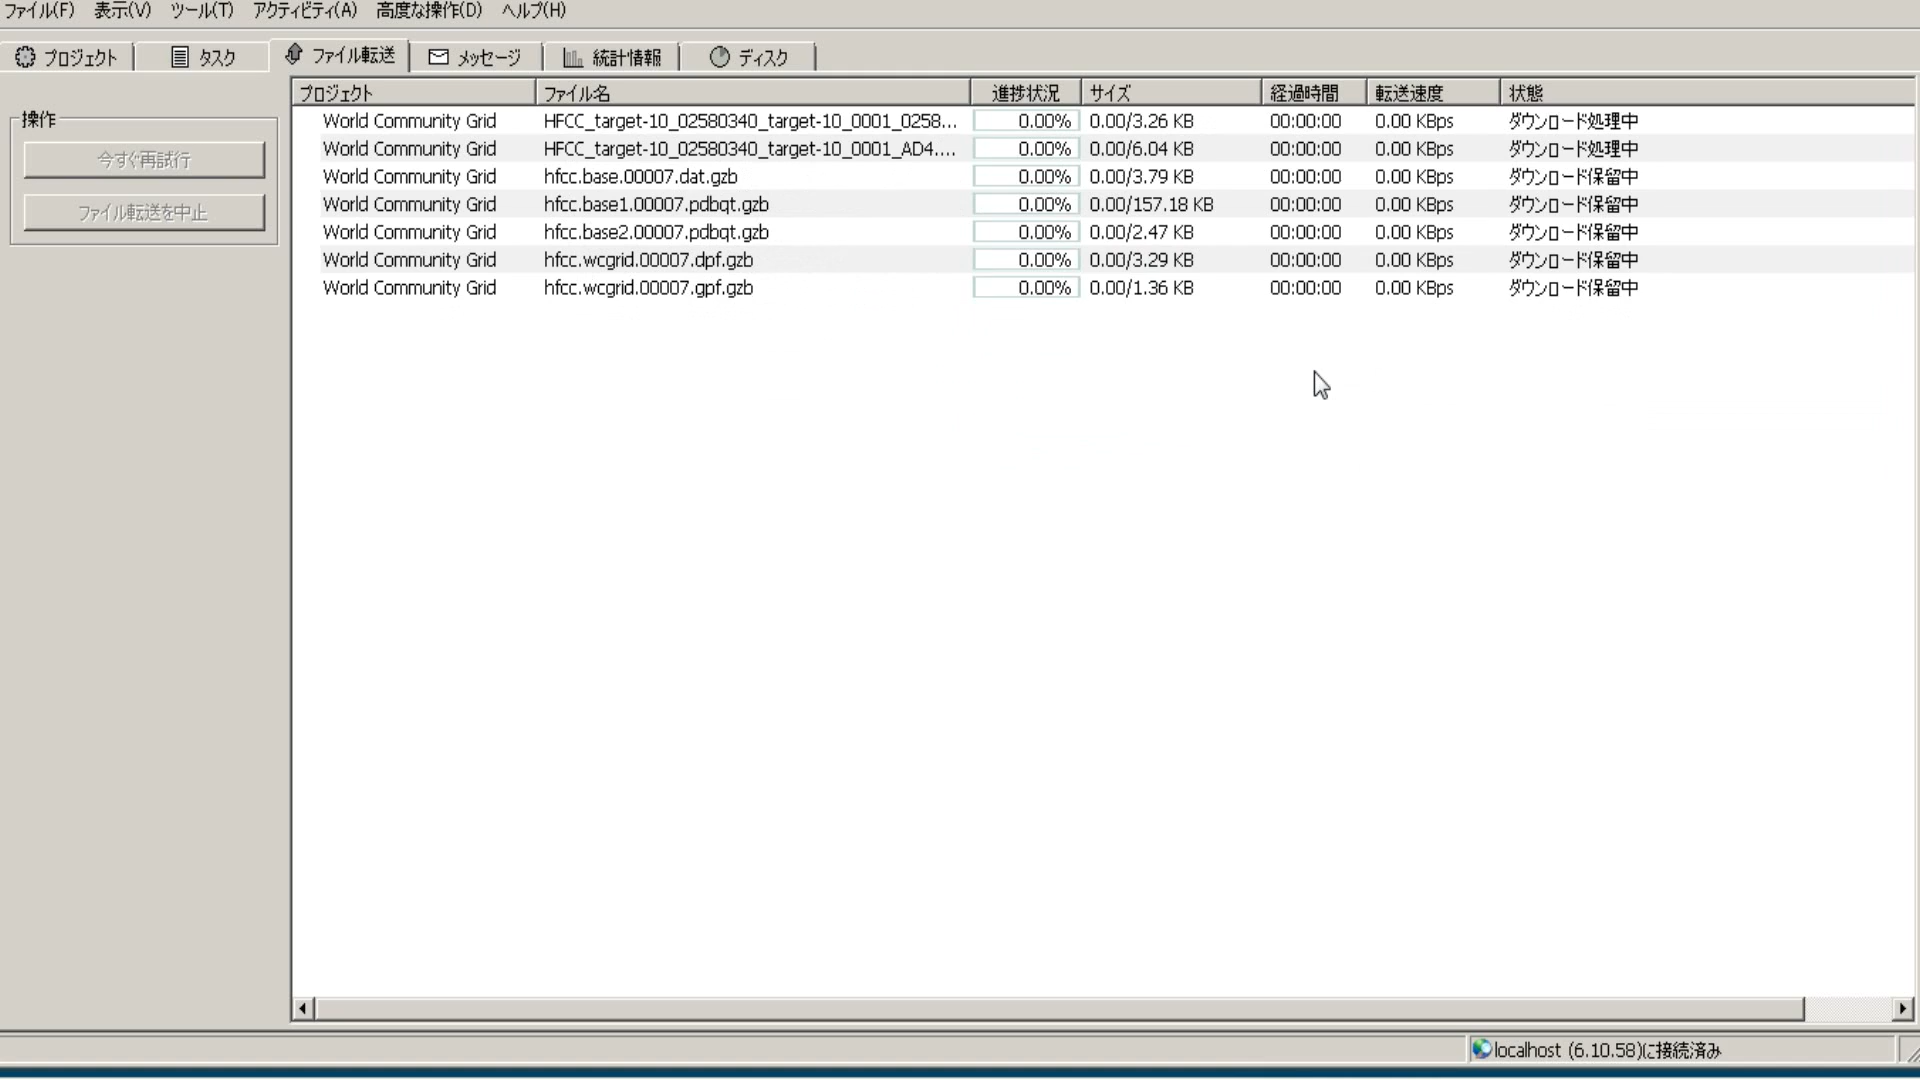 ファイル(F) 表示(V) ツール(T) アクティビティ(A) 高度な操作(D) ヘルプ(H)
プロジェクト タスク ファイル転送 メッセージ 統計情報 ディスク
操作
今すぐ再試行
ファイル転送を中止
プロジェクト ファイル名 進捗状況 サイズ 経過時間 転送速度 状態
World Community Grid HFCC_target-10_02580340_target-10_0001_0258... 0.00% 0.00/3.26 KB 00:00:00 0.00 KBps ダウンロード処理中
World Community Grid HFCC_target-10_02580340_target-10_0001_AD4.... 0.00% 0.00/6.04 KB 00:00:00 0.00 KBps ダウンロード処理中
World Community Grid hfcc.base.00007.dat.gzb 0.00% 0.00/3.79 KB 00:00:00 0.00 KBps ダウンロード保留中
World Community Grid hfcc.base1.00007.pdbqt.gzb 0.00% 0.00/157.18 KB 00:00:00 0.00 KBps ダウンロード保留中
World Community Grid hfcc.base2.00007.pdbqt.gzb 0.00% 0.00/2.47 KB 00:00:00 0.00 KBps ダウンロード保留中
World Community Grid hfcc.wcgrid.00007.dpf.gzb 0.00% 0.00/3.29 KB 00:00:00 0.00 KBps ダウンロード保留中
World Community Grid hfcc.wcgrid.00007.gpf.gzb 0.00% 0.00/1.36 KB 00:00:00 0.00 KBps ダウンロード保留中
localhost (6.10.58)に接続済み